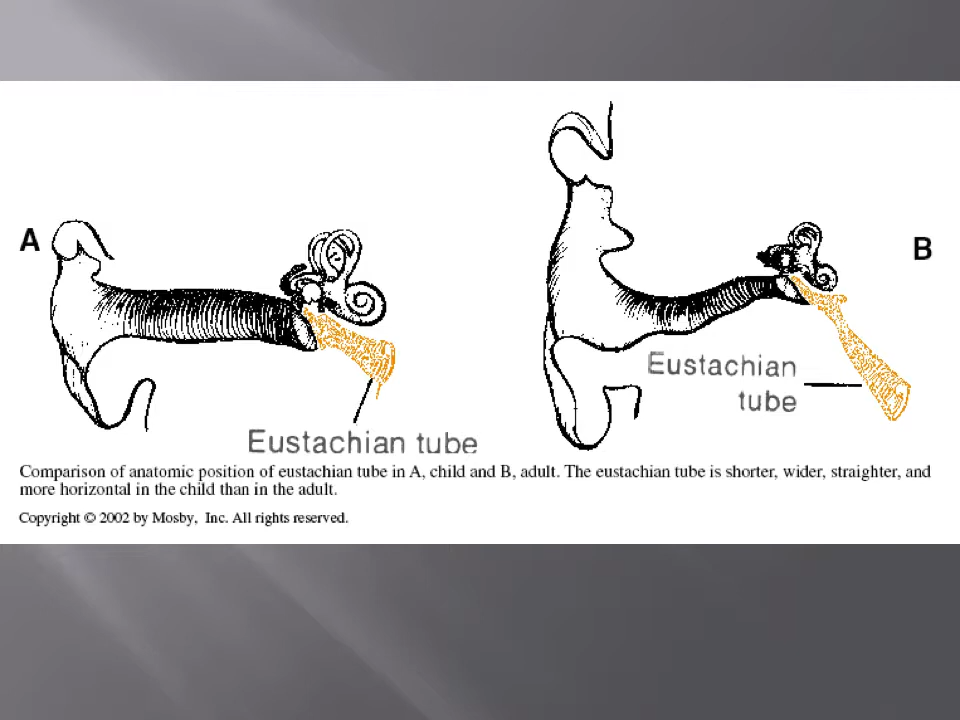 A
B
Eustachian
tube
Eustachian tube
Comparison of anatomic position of eustachian tube in A, child and B, adult. The eustachian tube is shorter, wider, straighter, and
more horizontal in the child than in the adult.
Copyright © 2002 by Mosby, Inc. All rights reserved.